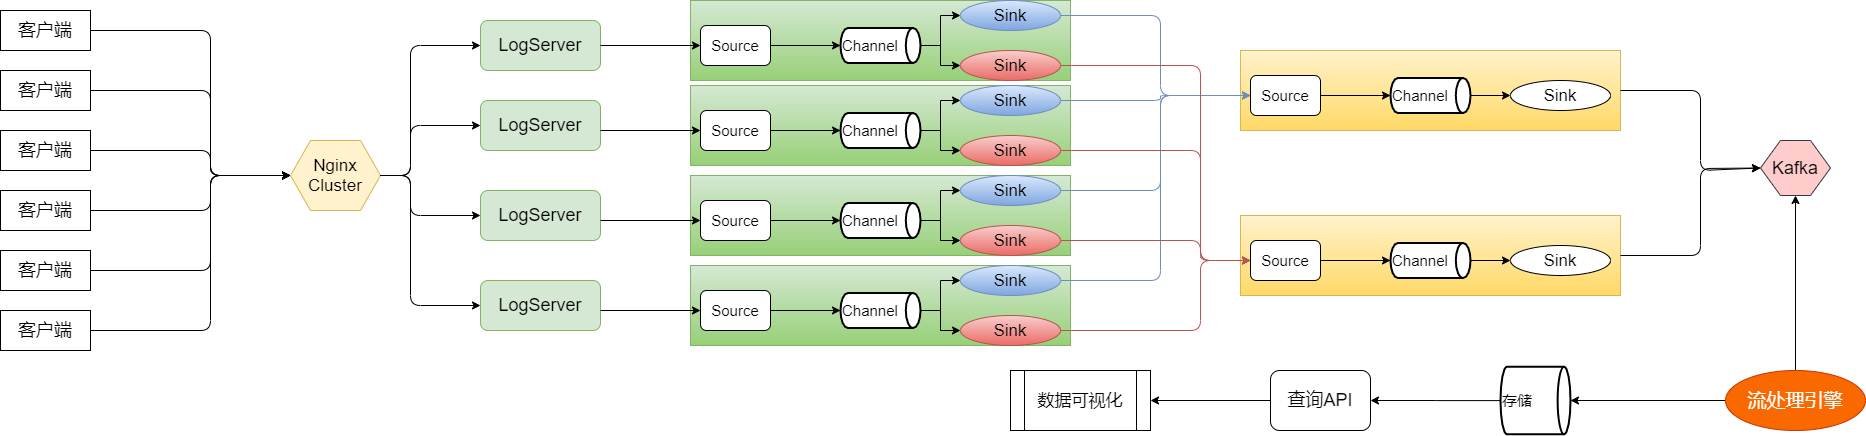 客户端
客户端
客户端
客户端
客户端
客户端
Nginx
Cluster
LogServer
LogServer
LogServer
LogServer
Source
Channel
Sink
Sink
Source
Channel
Sink
Sink
Source
Channel
Sink
Sink
Source
Channel
Sink
Sink
Source
Channel
Sink
Source
Channel
Sink
Kafka
数据可视化
查询API
存储
流处理引擎